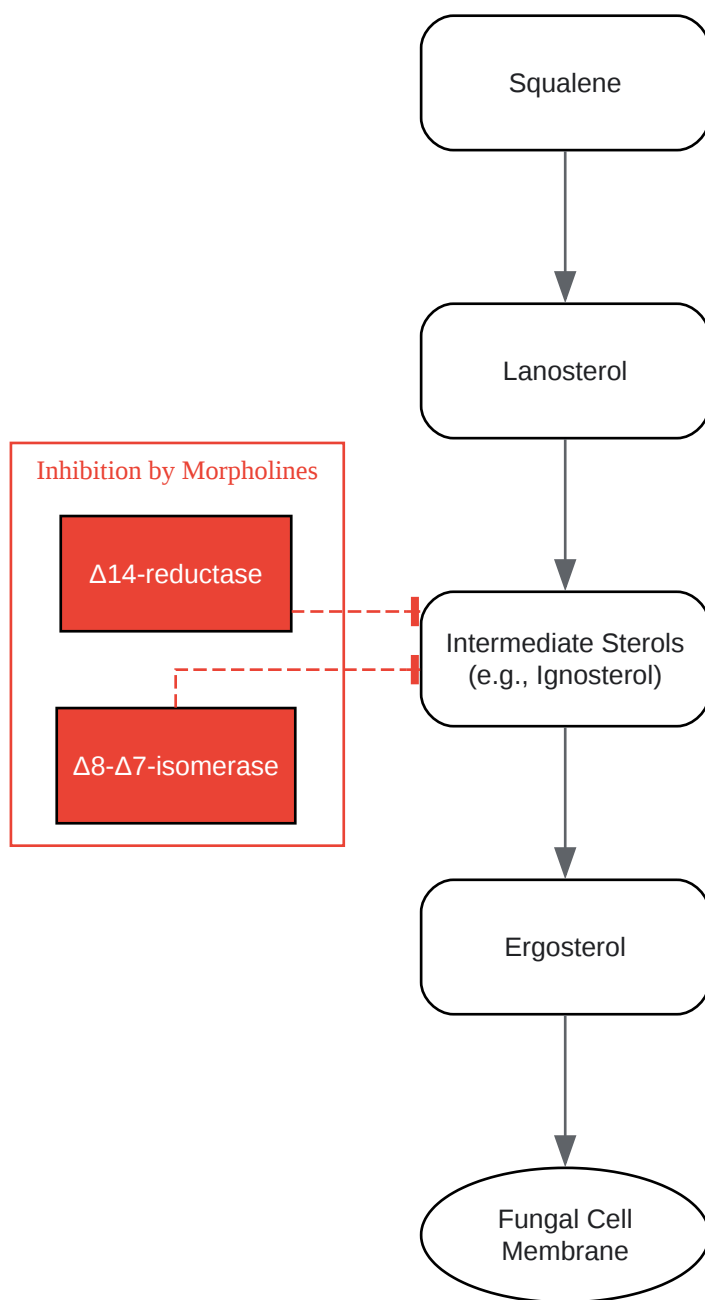 Squalene
Lanosterol
Inhibition by Morpholines
Δ14-reductase
Intermediate Sterols
(e.g., Ignosterol)
Δ8-Δ7-isomerase
Ergosterol
Fungal Cell
Membrane